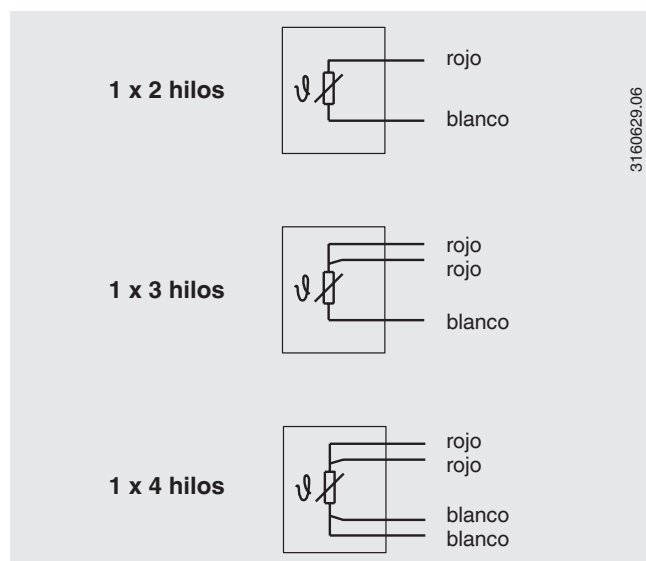 1 x 2 hilos
rojo
blanco
3160629.06
1 x 3 hilos
rojo
rojo
blanco
1 x 4 hilos
rojo
rojo
blanco
blanco
ϑ
ϑ
ϑ